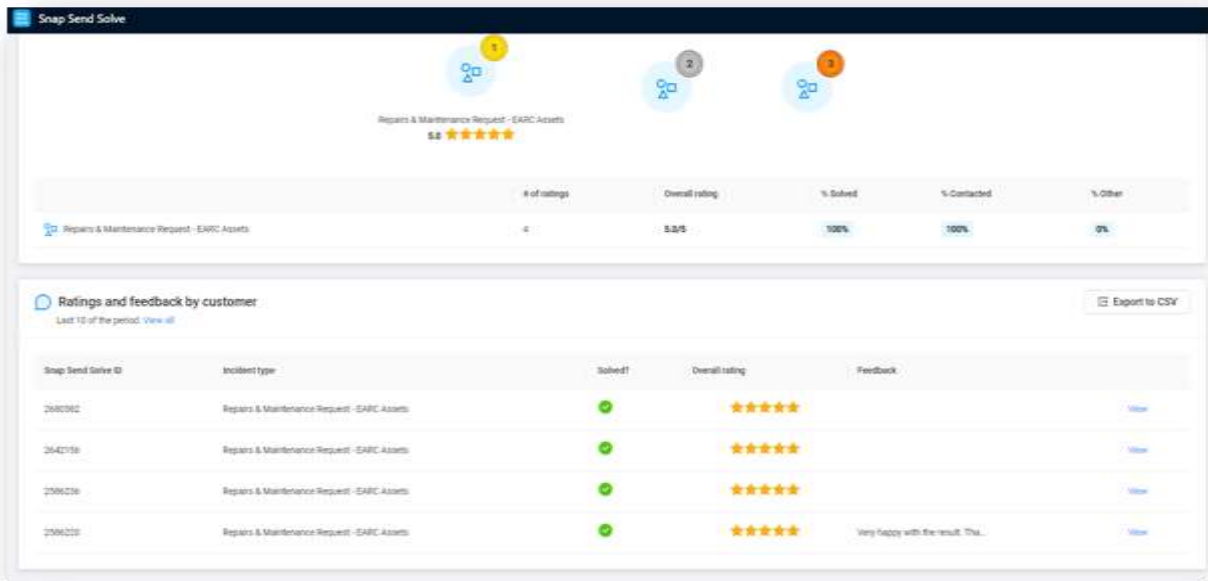 Snap Send Solve
1
2
3
Repairs & Maintenance Request - EARC Assets
5.0
# of ratings Overall rating % Solved % Contacted % Other
Repairs & Maintenance Request - EARC Assets 4 5.0/5 100% 100% 0%
Ratings and feedback by customer
Export to CSV
Last 10 of the period. View all
Snap Send Solve ID Incident type Solved? Overall rating Feedback
Repairs & Maintenance Request - EARC Assets View
2642156 Repairs & Maintenance Request - EARC Assets View
2586236 Repairs & Maintenance Request - EARC Assets View
2586220 Repairs & Maintenance Request - EARC Assets Very happy with the result. Tha... View